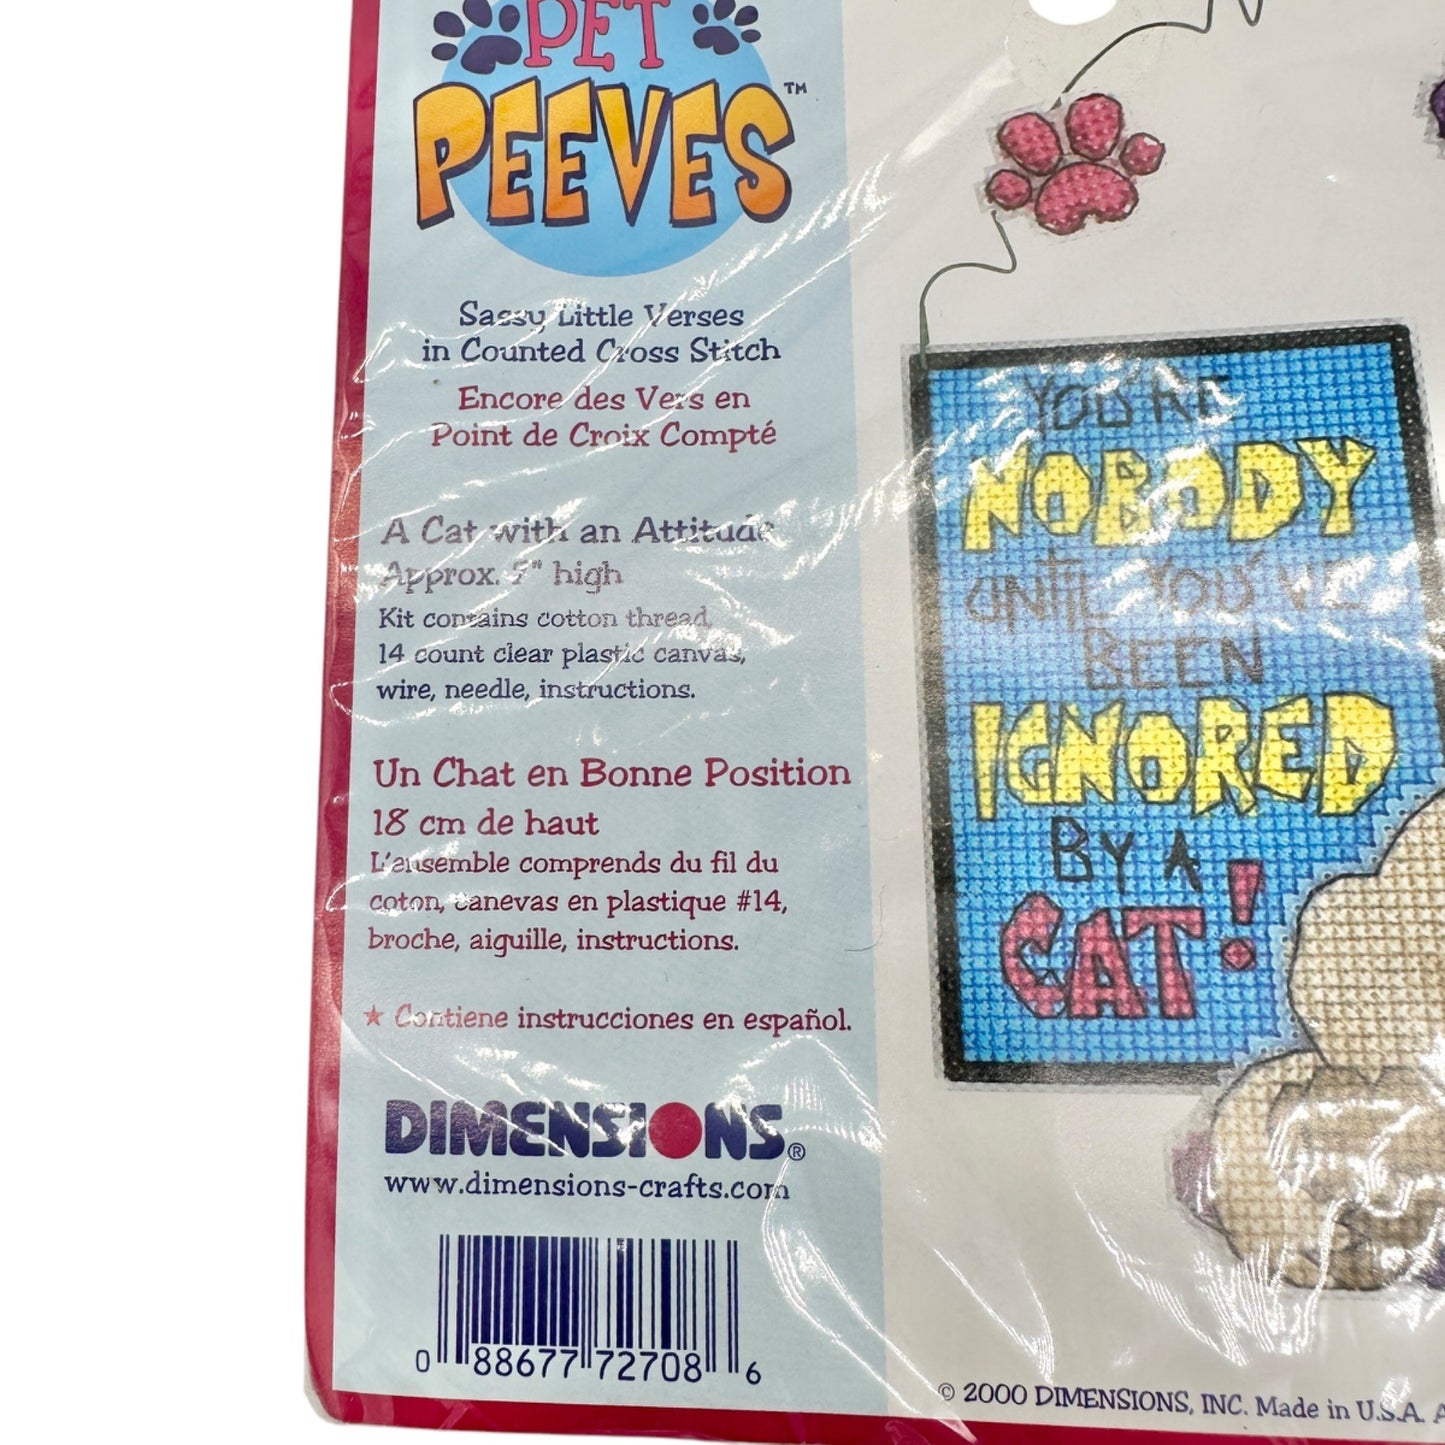 PET
PEEVES™
Sassy Little Verses
in Counted Cross Stitch
Encore des Vers en
Point de Croix Compté
A Cat with an Attitude
Approx. high
Kit contains cotton thread,
14 count clear plastic canvas,
wire, needle, instructions.
Un Chat en Bonne Position
18 cm de haut
L'ensemble comprends du fil du
coton, canevas en plastique #14,
broche, aiguille, instructions.
★ Contiene instrucciones en español.
DIMENSIONS®
www.dimensions-crafts.com
0 88677 72708 6
YOU'RE
NOBODY
UNTIL YOU'VE
BEEN
IGNORED
BY A
CAT!
© 2000 DIMENSIONS, INC. Made in U.S.A.